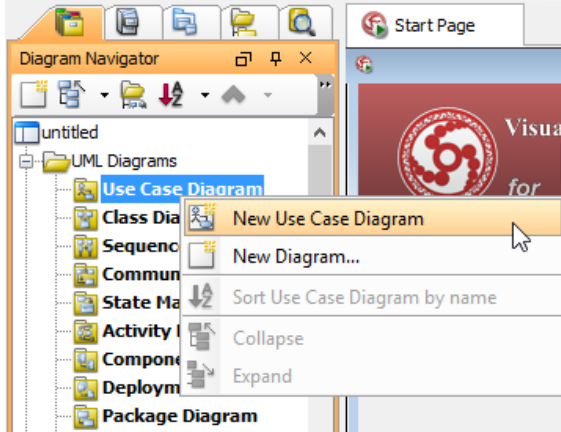 Start Page
Diagram Navigator
untitled
UML Diagrams
Visua
for
Use Case Diagram
New Use Case Diagram
Class Dia
Sequenc
New Diagram...
Commun
State Ma
Sort Use Case Diagram by name
Activity
Collapse
Compone
Deploym
Expand
Package Diagram